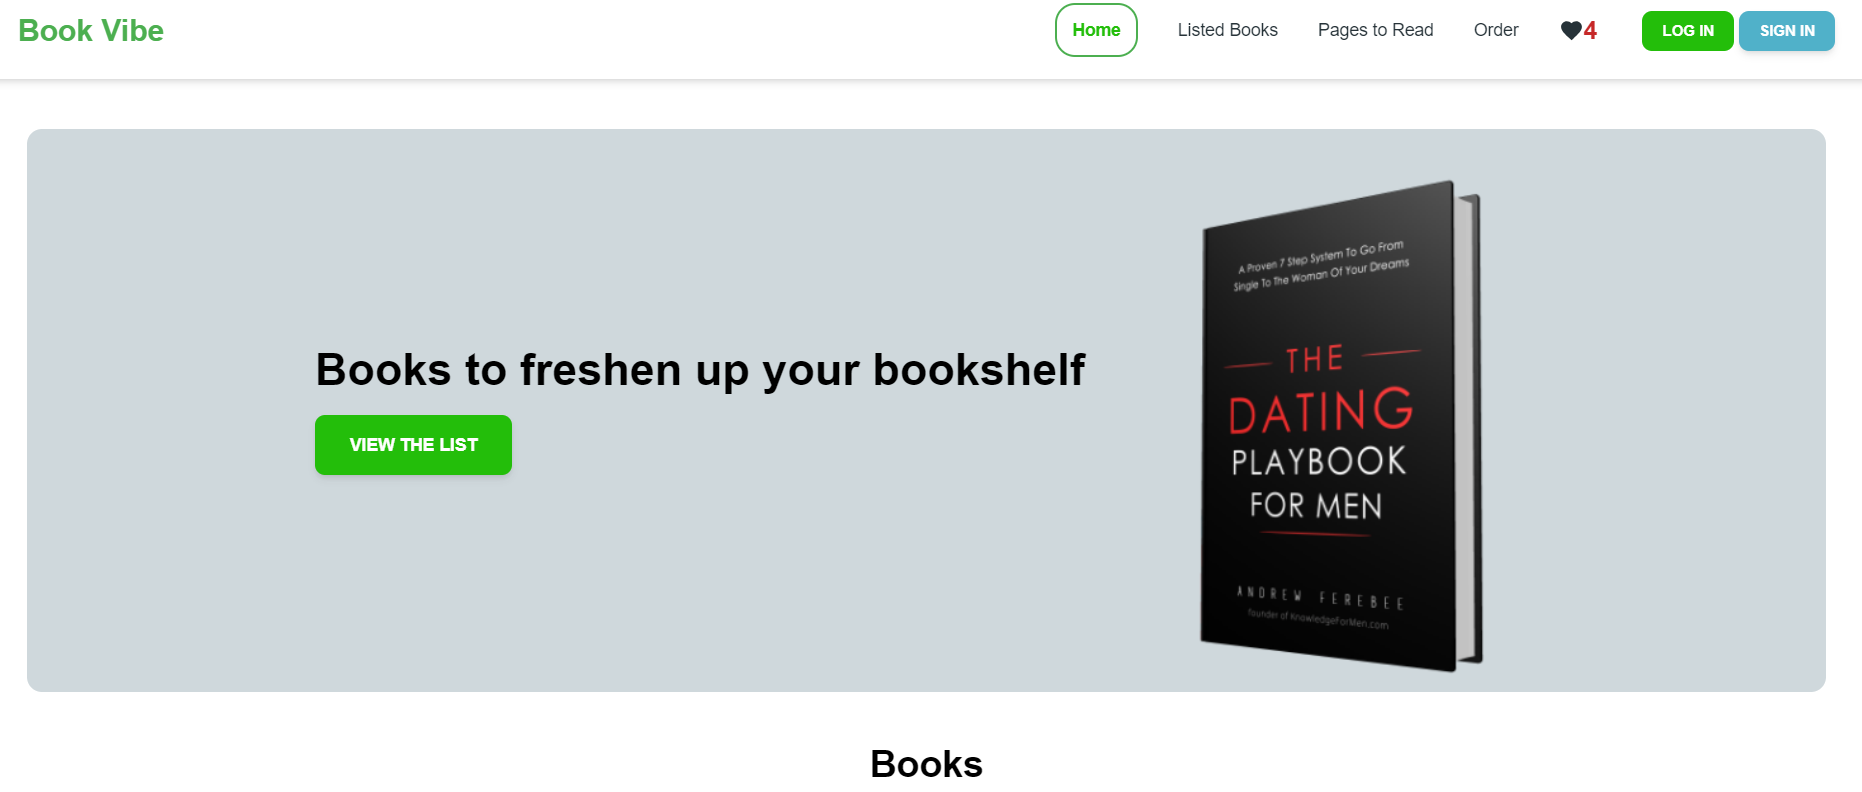 Book Vibe
Home
Listed Books
Pages to Read
Order
4
LOG IN
SIGN IN
Books to freshen up your bookshelf
VIEW THE LIST
A Proven 7 Step System To Go From
Single To The Woman Of Your Dreams
THE
DATING
PLAYBOOK
FOR MEN
ANDREW FEREBEE
founder of KnowledgeForMen.com
Books